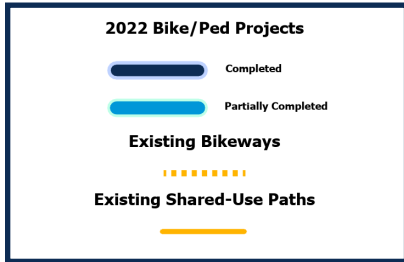 2022 Bike/Ped Projects
Completed
Partially Completed
Existing Bikeways
Existing Shared-Use Paths